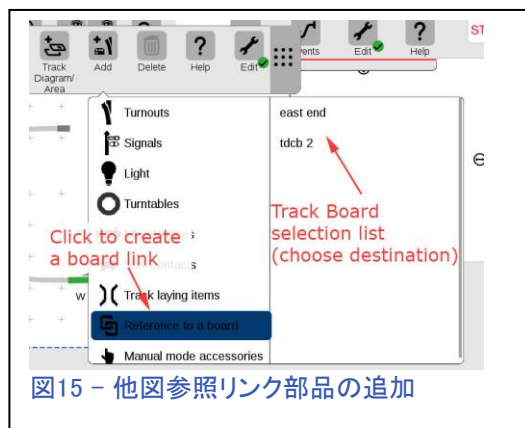 ST
Track
Diagram/
Area
Add
Delete
Help
Edit
vents
Edit
Help
Turnouts
Signals
Light
Turntables
Track laying items
Reference to a board
Manual mode accessories
east end
tdcb 2
Click to create
a board link
Track Board
selection list
(choose destination)
W
図15 – 他図参照リンク部品の追加